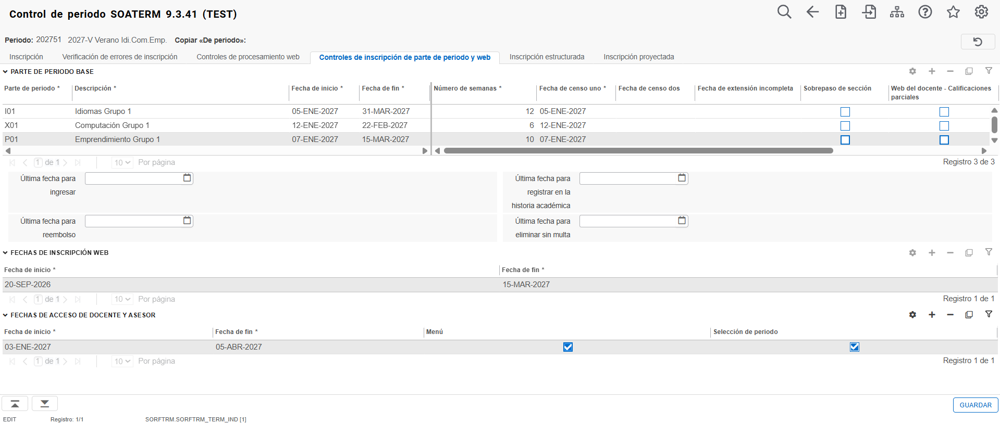 Control de periodo SOATERM 9.3.41 (TEST)
Periodo: 202751 2027-V Verano Idi.Com.Emp. Copiar «De periodo»:
Inscripción Verificación de errores de inscripción Controles de procesamiento web Controles de inscripción de parte de periodo y web Inscripción estructurada Inscripción proyectada
PARTE DE PERIODO BASE
Parte de periodo * Descripción * Fecha de inicio * Fecha de fin * Número de semanas * Fecha de censo uno * Fecha de censo dos Fecha de extensión incompleta Sobrepaso de sección Web del docente - Calificaciones
parciales
I01 Idiomas Grupo 1 05-ENE-2027 31-MAR-2027 12 05-ENE-2027
X01 Computación Grupo 1 12-ENE-2027 22-FEB-2027 6 12-ENE-2027
P01 Emprendimiento Grupo 1 07-ENE-2027 15-MAR-2027 10 07-ENE-2027
1 de 1 10 Por página Registro 3 de 3
Última fecha para
ingresar
Última fecha para
registrar en la
historia académica
Última fecha para
reembolso
Última fecha para
eliminar sin multa
FECHAS DE INSCRIPCIÓN WEB
Fecha de inicio * Fecha de fin *
20-SEP-2026 15-MAR-2027
1 de 1 10 Por página Registro 1 de 1
FECHAS DE ACCESO DE DOCENTE Y ASESOR
Fecha de inicio * Fecha de fin * Menú Selección de periodo
03-ENE-2027 05-ABR-2027
1 de 1 10 Por página Registro 1 de 1
GUARDAR
EDIT Registro: 1/1 SORFTRM.SORFTRM_TERM_IND [1]